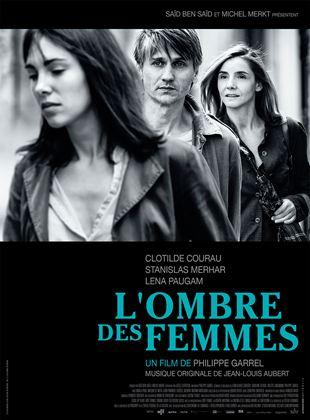 SAÏD BEN SAÏD ET MICHEL MERKT PRÉSENTENT
CLOTILDE COURAU
STANISLAS MERHAR
LENA PAUGAM
L'OMBRE
DES FEMMES
UN FILM DE PHILIPPE GARREL
MUSIQUE ORIGINALE DE JEAN-LOUIS AUBERT